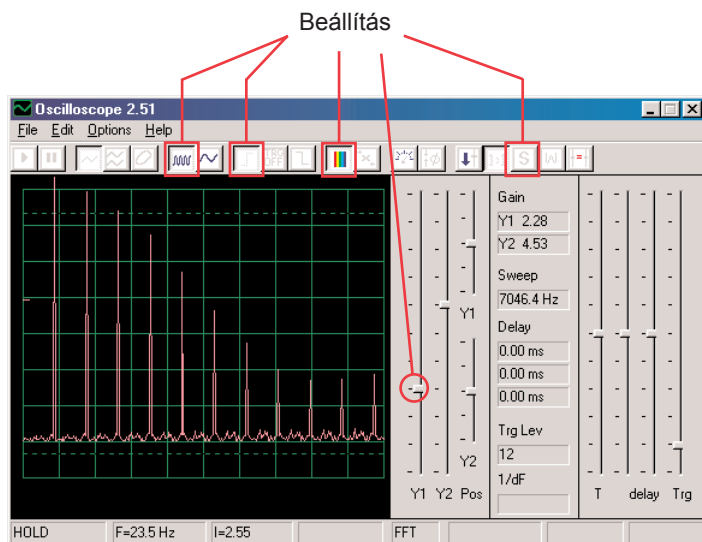 Beállítás
Oscilloscope 2.51
File Edit Options Help
TRG OFF
S
Gain
Y1 2.28
Y2 4.53
Sweep
7046.4 Hz
Y1
Delay
0.00 ms
0.00 ms
0.00 ms
Trg Lev
12
Y2
1/dF
Y1 Y2 Pos
T delay Trg
HOLD F=23.5 Hz I=2.55 FFT